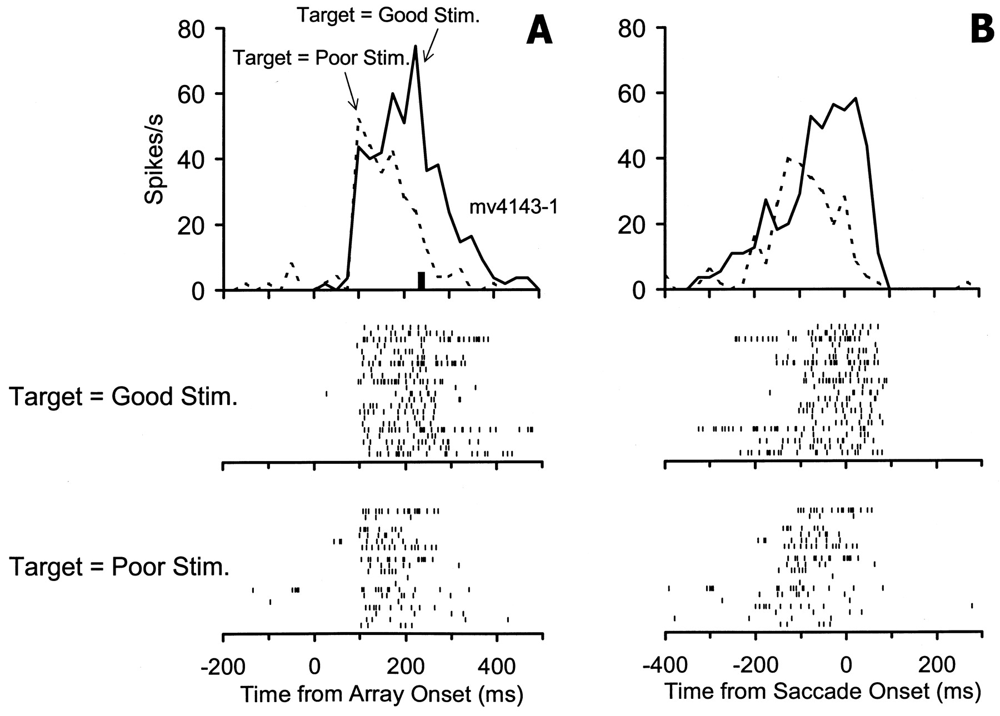 Target = Good Stim.
A
B
Target = Poor Stim.
80
60
40
20
0
Spikes/s
mv4143-1
80
60
40
20
0
Target = Good Stim.
Target = Poor Stim.
-200 0 200 400
Time from Array Onset (ms)
-400 -200 0 200
Time from Saccade Onset (ms)